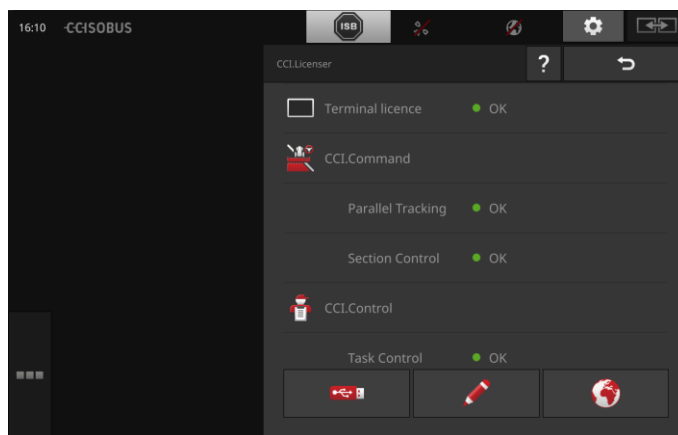 16:10 CCISOBUS
ISB
CCI.Licenser
?
Terminal licence OK
CCI.Command
Parallel Tracking OK
Section Control OK
CCI.Control
Task Control OK